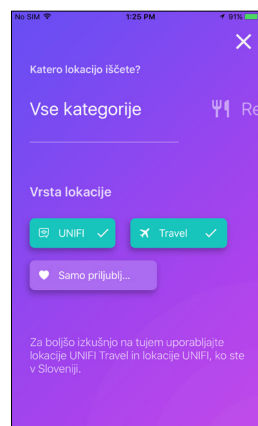 No SIM 1:25 PM 91%
Katero lokacijo iščete?
Vse kategorije Re
Vrsta lokacije
UNIFI Travel
Samo priljublj...
Za boljšo izkušnjo na tujem uporabljajte
lokacije UNIFI Travel in lokacije UNIFI, ko ste
v Sloveniji.